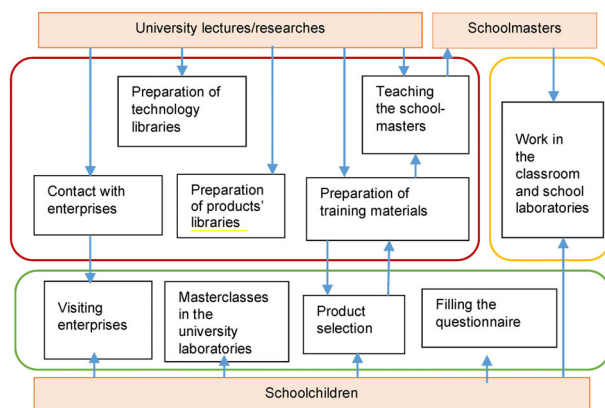 University lectures/researches
Schoolmasters
Preparation of
technology
libraries
Teaching
the school-
masters
Work in
the
classroom
and school
laboratories
Contact with
enterprises
Preparation
of products’
libraries
Preparation of
training materials
Visiting
enterprises
Masterclasses
in the
university
laboratories
Product
selection
Filling the
questionnaire
Schoolchildren